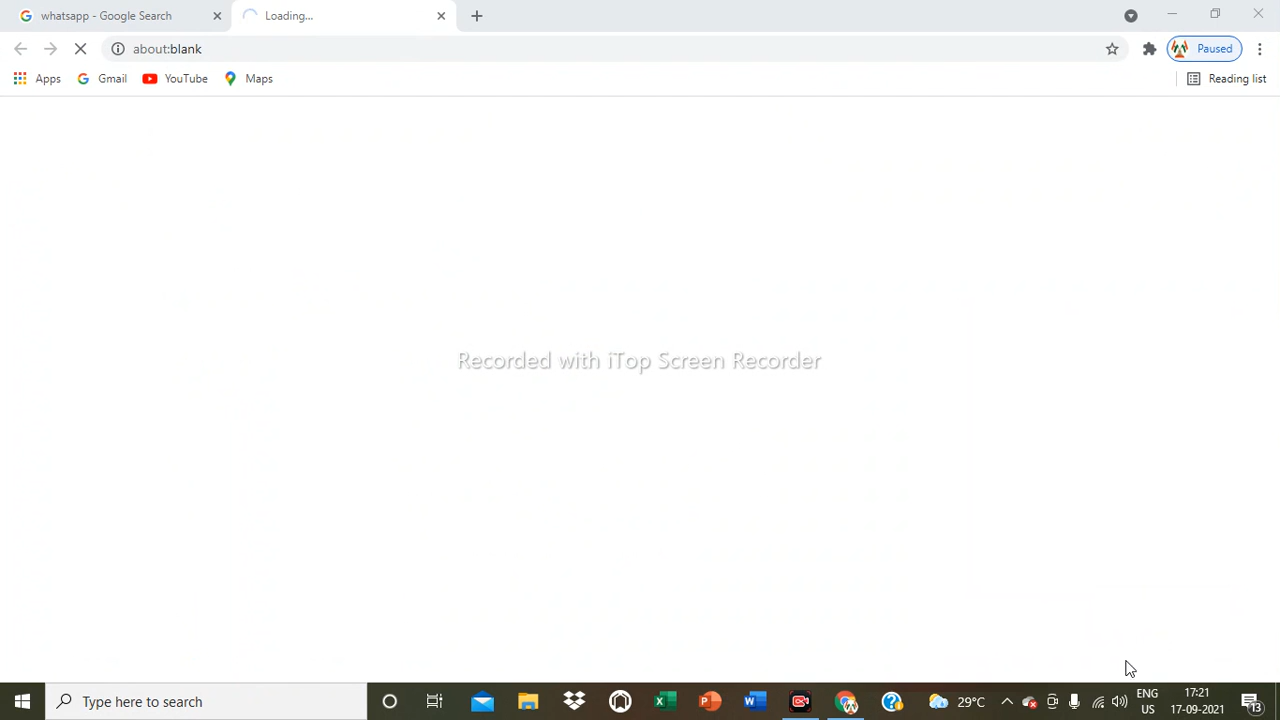 whatsapp - Google Search
Loading...
about:blank
Paused
Apps
Gmail
YouTube
Maps
Reading list
Recorded with iTop Screen Recorder
Type here to search
29°C
ENG
US
17:21
17-09-2021
13